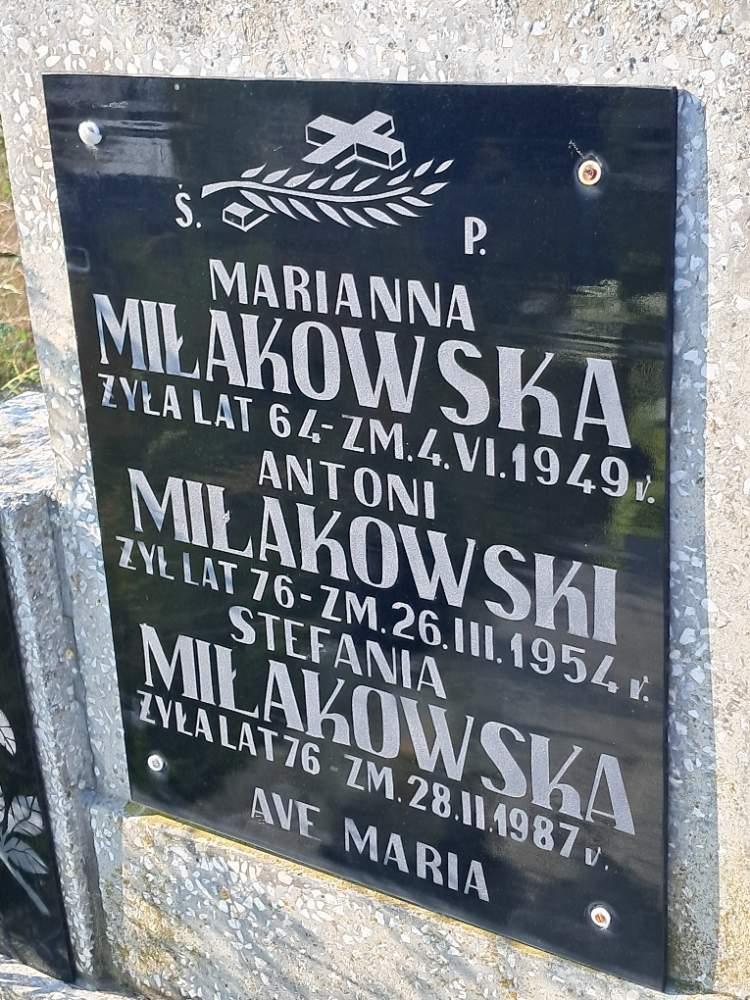 Ś. P.
MARIANNA
MIŁAKOWSKA
ŻYŁA LAT 64-ZM.4.VI.1949 r.
ANTONI
MIŁAKOWSKI
ŻYŁ LAT 76-ZM.26.III.1954 r.
STEFANIA
MIŁAKOWSKA
ŻYŁA LAT 76 -ZM.28.II.1987 r.
AVE MARIA